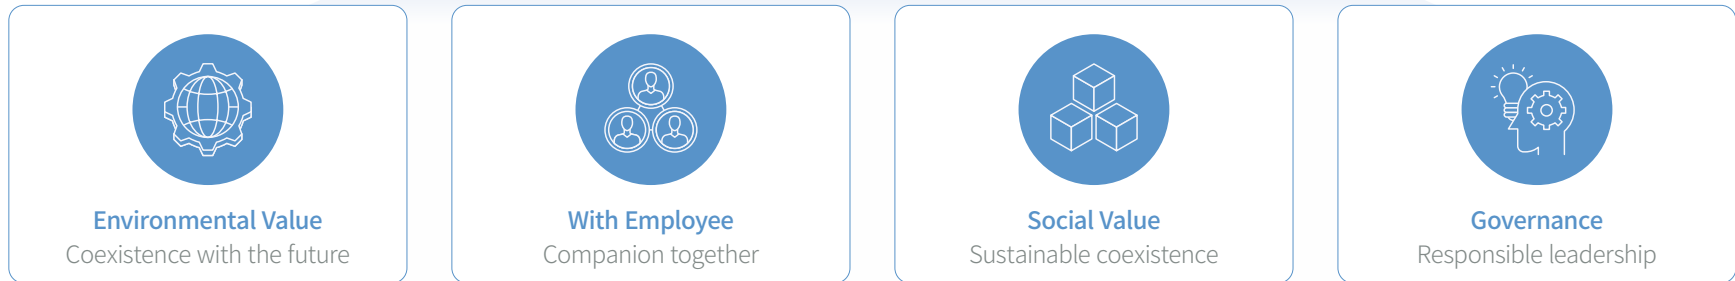 Environmental Value
Coexistence with the future
With Employee
Companion together
Social Value
Sustainable coexistence
Governance
Responsible leadership